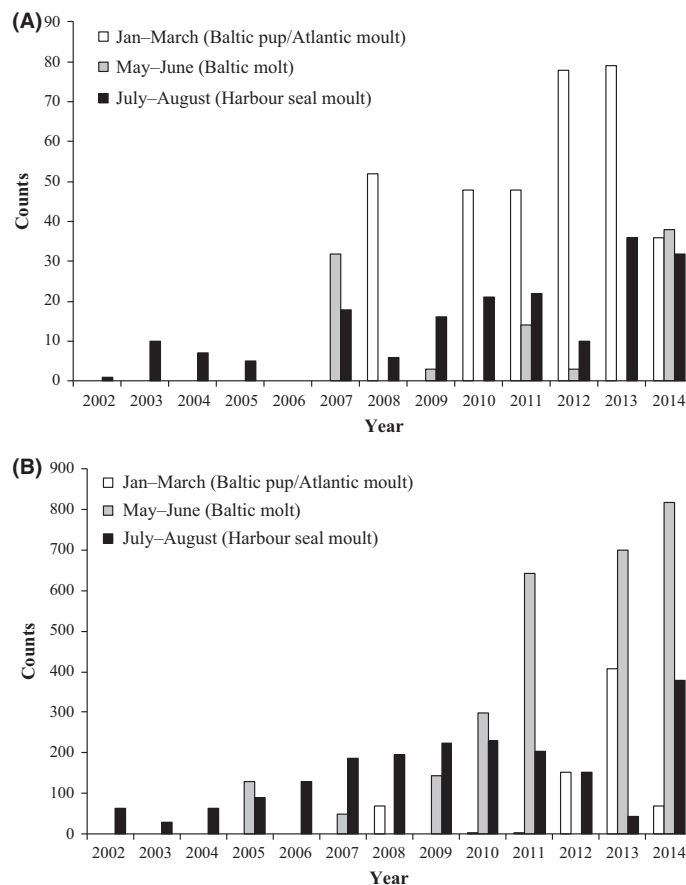 (A)
90
80
70
60
50
40
30
20
10
0
Counts
Jan–March (Baltic pup/Atlantic moult)
May–June (Baltic molt)
July–August (Harbour seal moult)
2002 2003 2004 2005 2006 2007 2008 2009 2010 2011 2012 2013 2014
Year
(B)
900
800
700
600
500
400
300
200
100
0
Counts
Jan–March (Baltic pup/Atlantic moult)
May–June (Baltic molt)
July–August (Harbour seal moult)
2002 2003 2004 2005 2006 2007 2008 2009 2010 2011 2012 2013 2014
Year